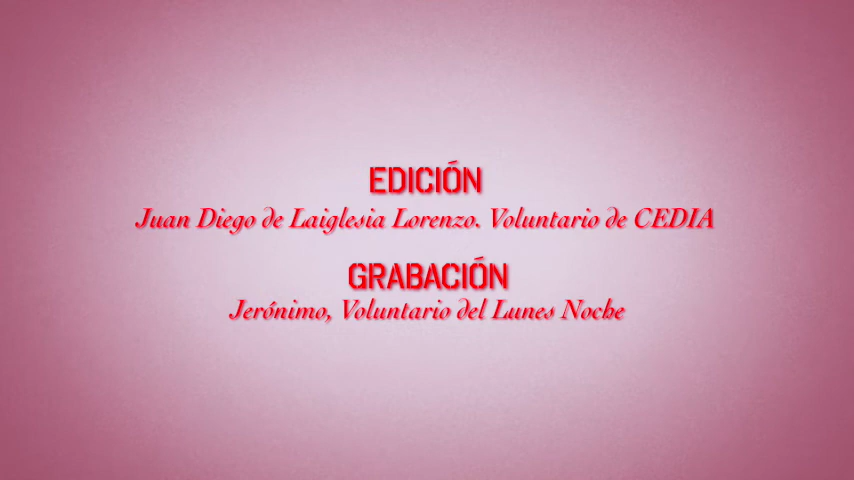 EDICIÓN
Juan Diego de Laiglesia Lorenzo. Voluntario de CEDIA
GRABACIÓN
Jerónimo, Voluntario del Lunes Noche